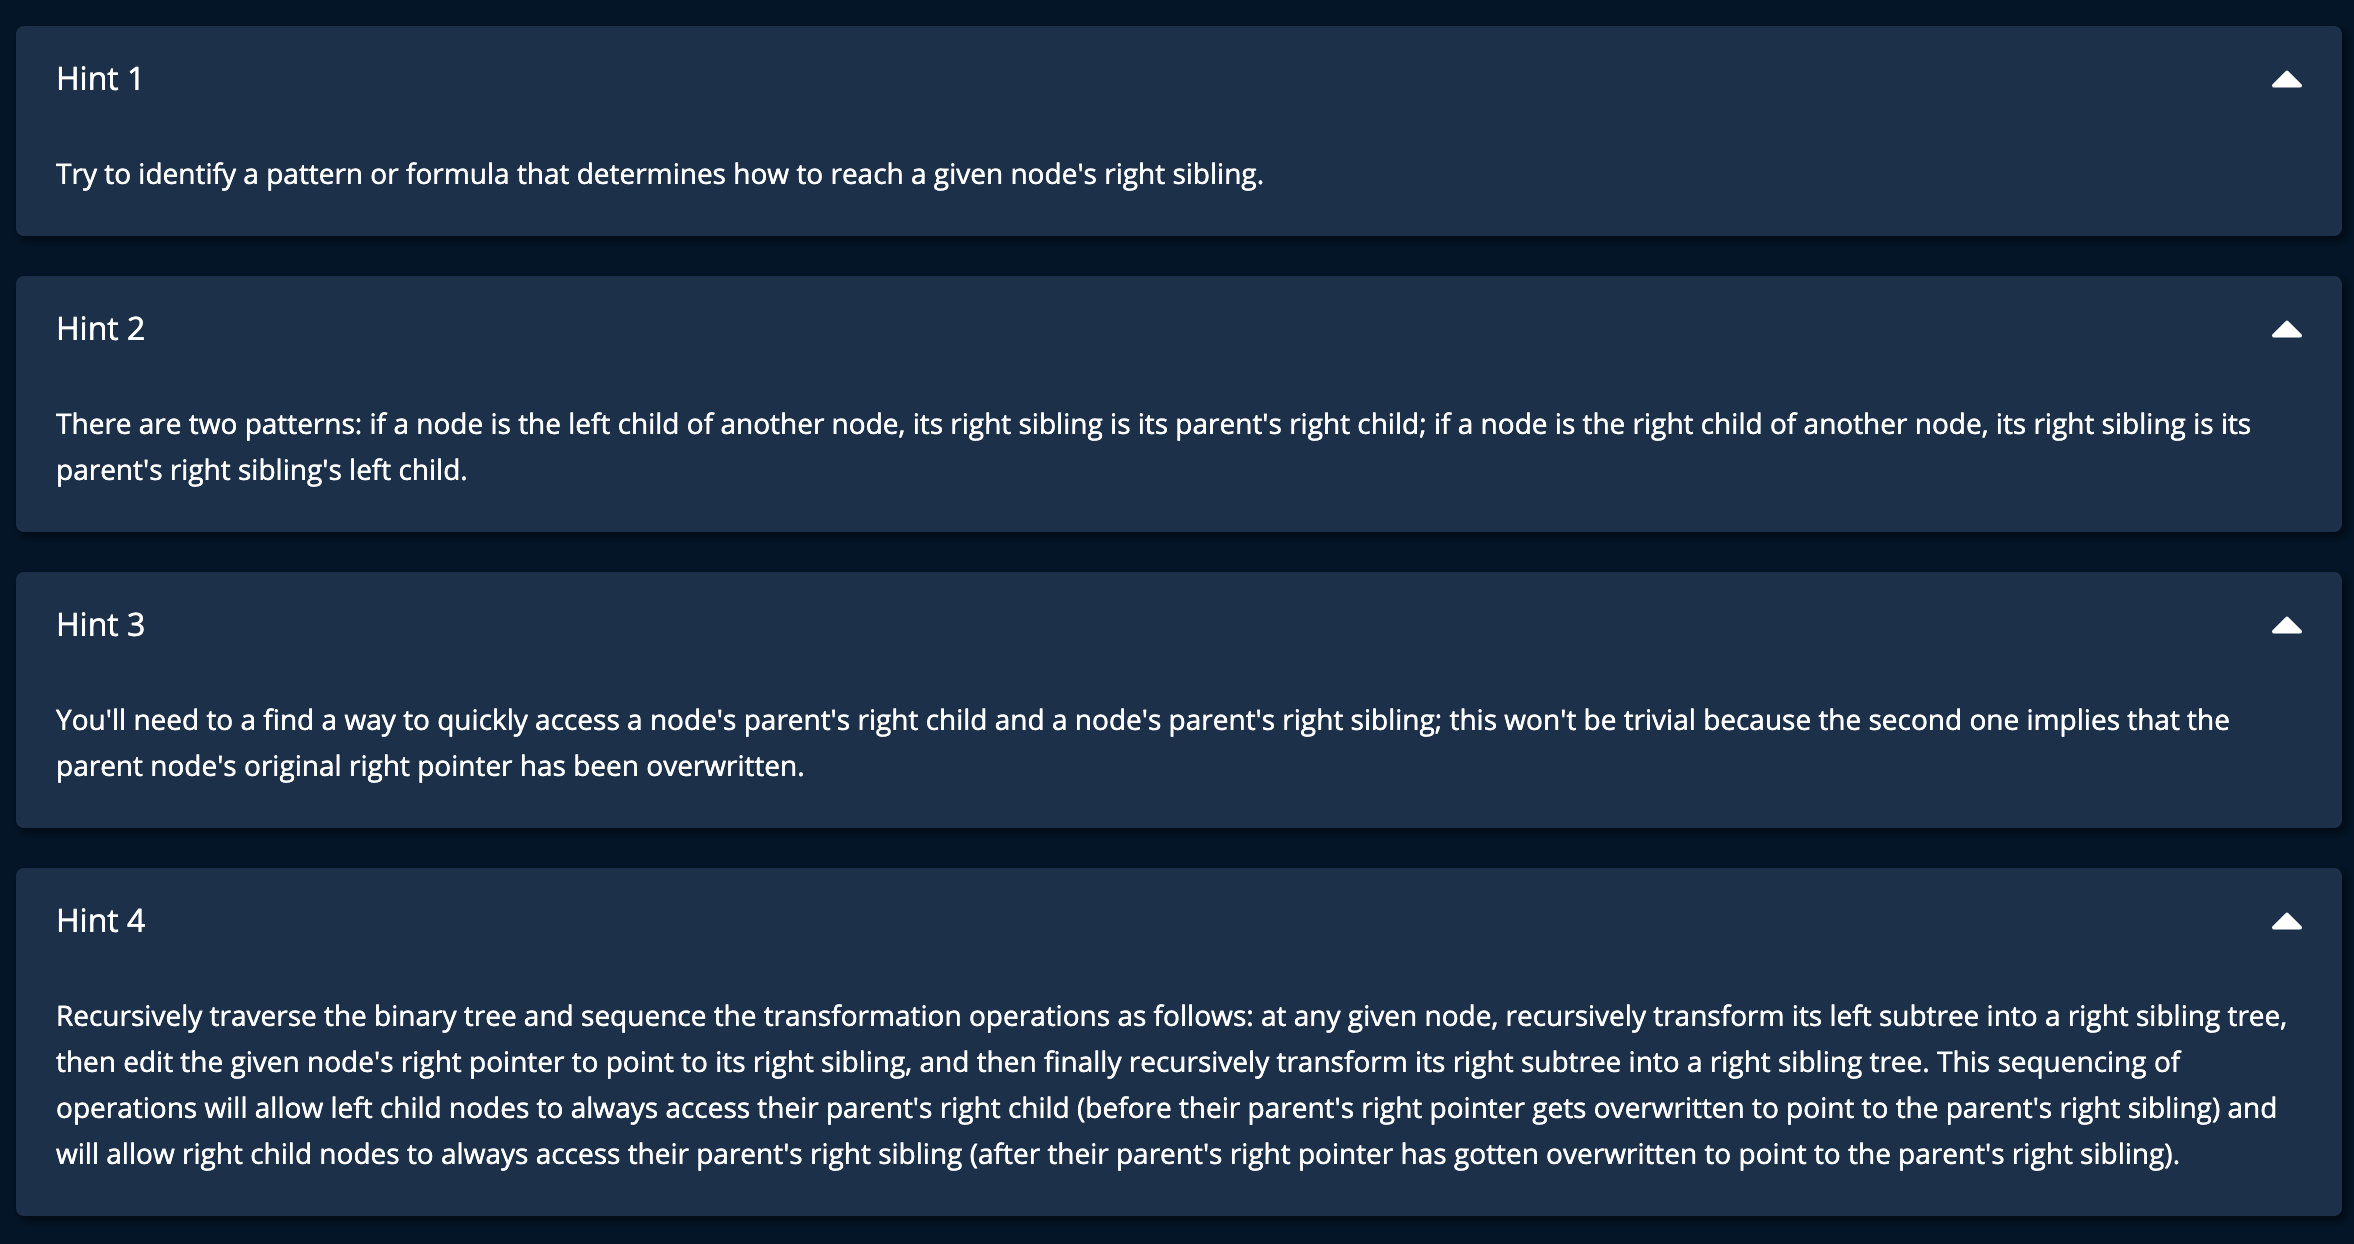 Hint 1
Try to identify a pattern or formula that determines how to reach a given node's right sibling.
Hint 2
There are two patterns: if a node is the left child of another node, its right sibling is its parent's right child; if a node is the right child of another node, its right sibling is its
parent's right sibling's left child.
Hint 3
You'll need to a find a way to quickly access a node's parent's right child and a node's parent's right sibling; this won't be trivial because the second one implies that the
parent node's original right pointer has been overwritten.
Hint 4
Recursively traverse the binary tree and sequence the transformation operations as follows: at any given node, recursively transform its left subtree into a right sibling tree,
then edit the given node's right pointer to point to its right sibling, and then finally recursively transform its right subtree into a right sibling tree. This sequencing of
operations will allow left child nodes to always access their parent's right child (before their parent's right pointer gets overwritten to point to the parent's right sibling) and
will allow right child nodes to always access their parent's right sibling (after their parent's right pointer has gotten overwritten to point to the parent's right sibling).